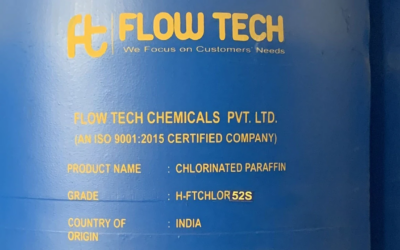 ft FLOW TECH
We Focus on Customers' Needs
FLOW TECH CHEMICALS PVT. LTD.
(AN ISO 9001:2015 CERTIFIED COMPANY)
PRODUCT NAME : CHLORINATED PARAFFIN
GRADE : H-FTCHLOR 52S
COUNTRY OF ORIGIN : INDIA